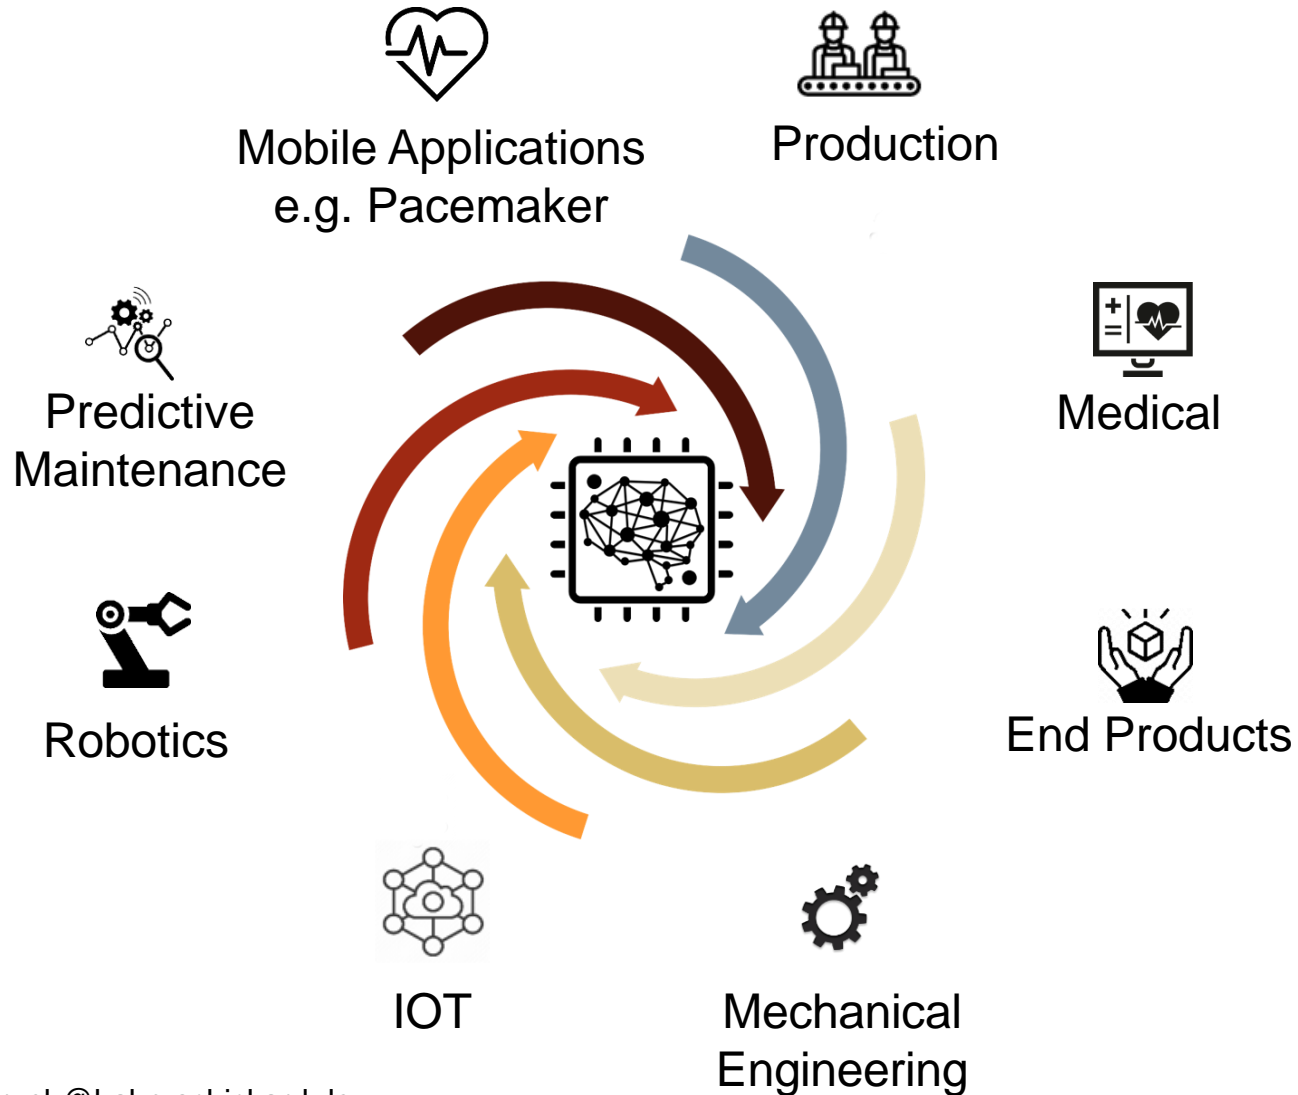 Mobile Applications
e.g. Pacemaker
Production
Predictive
Maintenance
Medical
Robotics
End Products
IOT
Mechanical
Engineering